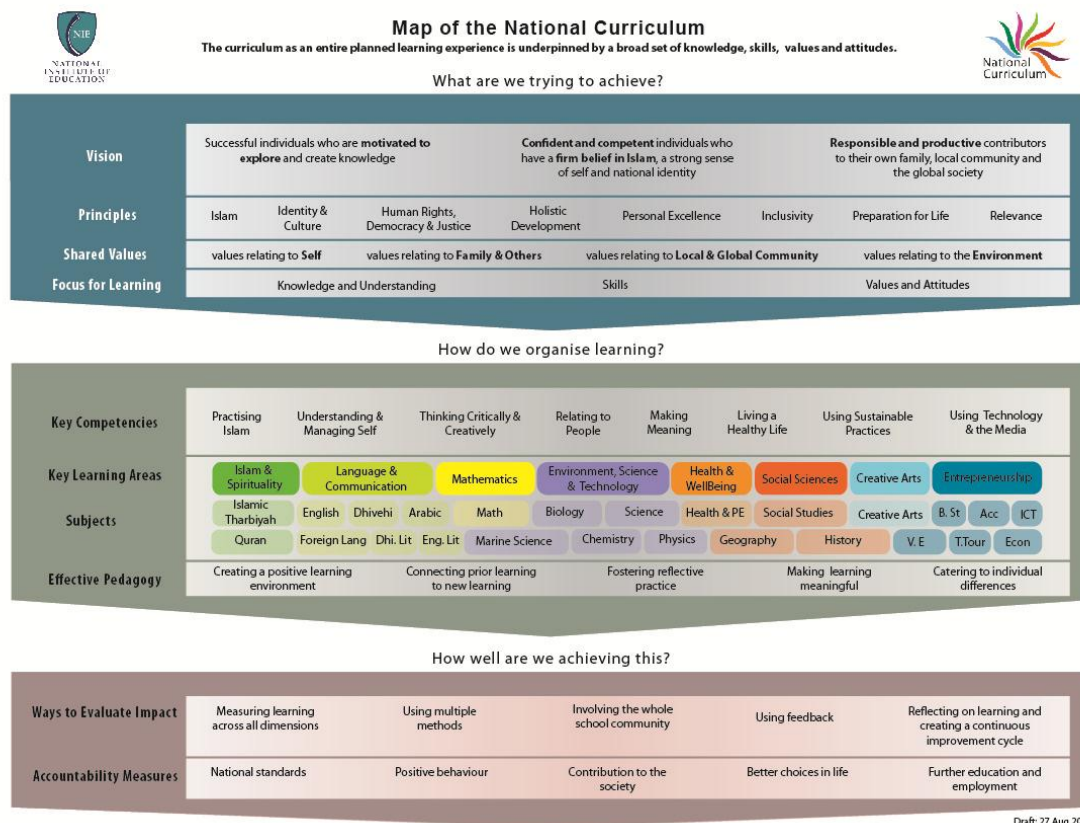 NIE
NATIONAL
INSTITUTE OF
EDUCATION
Map of the National Curriculum
The curriculum as an entire planned learning experience is underpinned by a broad set of knowledge, skills, values and attitudes.
National
Curriculum
What are we trying to achieve?
Vision
Successful individuals who are motivated to
explore and create knowledge
Confident and competent individuals who
have a firm belief in Islam, a strong sense
of self and national identity
Responsible and productive contributors
to their own family, local community and
the global society
Principles
Islam
Identity &
Culture
Human Rights,
Democracy & Justice
Holistic
Development
Personal Excellence
Inclusivity
Preparation for Life
Relevance
Shared Values
values relating to Self
values relating to Family & Others
values relating to Local & Global Community
values relating to the Environment
Focus for Learning
Knowledge and Understanding
Skills
Values and Attitudes
How do we organise learning?
Key Competencies
Practising
Islam
Understanding &
Managing Self
Thinking Critically &
Creatively
Relating to
People
Making
Meaning
Living a
Healthy Life
Using Sustainable
Practices
Using Technology
& the Media
Key Learning Areas
Islam &
Spirituality
Language &
Communication
Mathematics
Environment, Science
& Technology
Health &
WellBeing
Social Sciences
Creative Arts
Entrepreneurship
Subjects
Islamic
Tharbiyah
English
Dhivehi
Arabic
Math
Biology
Science
Health & PE
Social Studies
Creative Arts
B. St
Acc
ICT
Quran
Foreign Lang
Dhi. Lit
Eng. Lit
Marine Science
Chemistry
Physics
Geography
History
V. E
T.Tour
Econ
Effective Pedagogy
Creating a positive learning
environment
Connecting prior learning
to new learning
Fostering reflective
practice
Making learning
meaningful
Catering to individual
differences
How well are we achieving this?
Ways to Evaluate Impact
Measuring learning
across all dimensions
Using multiple
methods
Involving the whole
school community
Using feedback
Reflecting on learning and
creating a continuous
improvement cycle
Accountability Measures
National standards
Positive behaviour
Contribution to the
society
Better choices in life
Further education and
employment
Draft: 27 Aug 20